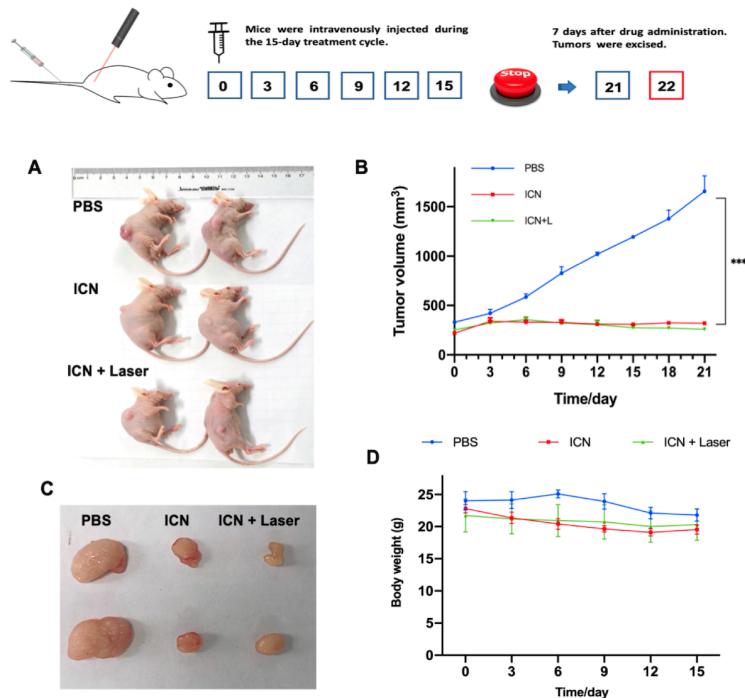 Mice were intravenously injected during
the 15-day treatment cycle.
7 days after drug administration.
Tumors were excised.
0 3 6 9 12 15
Stop
21 22
A
PBS
ICN
ICN + Laser
B
PBS
ICN
ICN+L
Tumor volume (mm³)
1500
1000
500
0
***
0 3 6 9 12 15 18 21
Time/day
C
PBS ICN ICN + Laser
D
PBS ICN ICN + Laser
Body weight (g)
25
20
15
10
5
0
0 3 6 9 12 15
Time/day